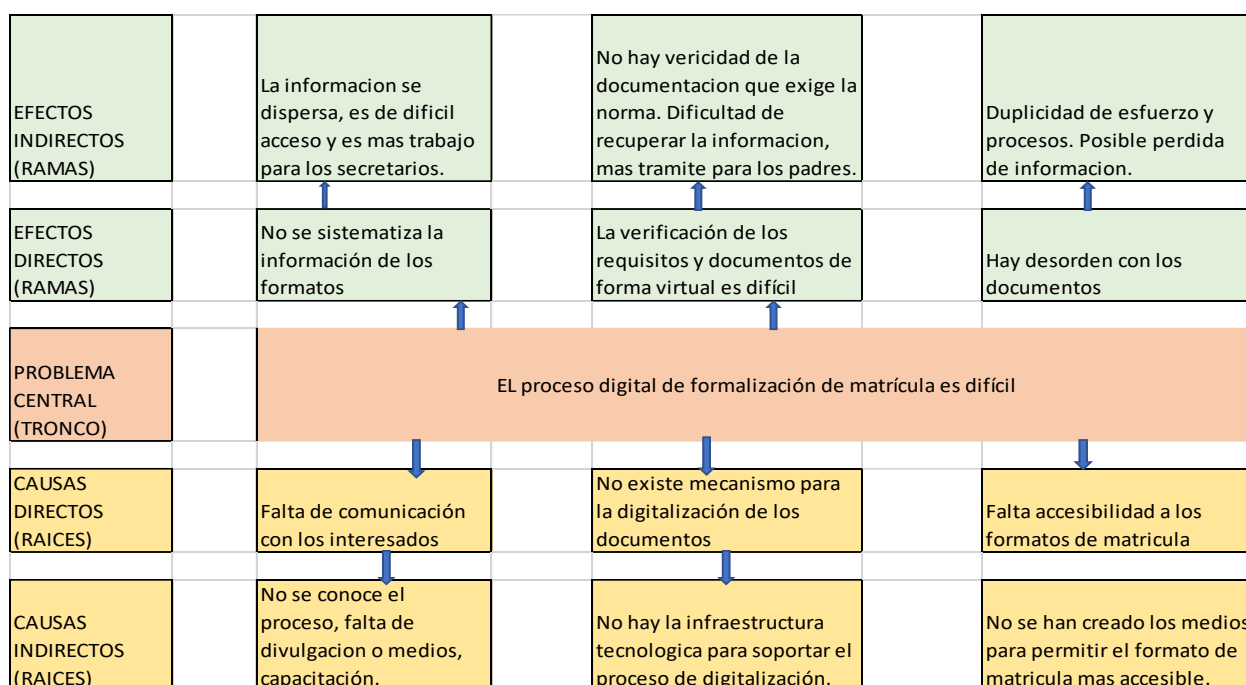 EFECTOS
INDIRECTOS
(RAMAS)
La informacion se
dispersa, es de dificil
acceso y es mas trabajo
para los secretarios.
No hay vericidad de la
documentacion que exige la
norma. Dificultad de
recuperar la informacion,
mas tramite para los padres.
Duplicidad de esfuerzo y
procesos. Posible perdida
de informacion.
EFECTOS
DIRECTOS
(RAMAS)
No se sistematiza la
información de los
formatos
La verificación de los
requisitos y documentos de
forma virtual es difícil
Hay desorden con los
documentos
PROBLEMA
CENTRAL
(TRONCO)
EL proceso digital de formalización de matrícula es difícil
CAUSAS
DIRECTOS
(RAICES)
Falta de comunicación
con los interesados
No existe mecanismo para
la digitalización de los
documentos
Falta accesibilidad a los
formatos de matricula
CAUSAS
INDIRECTOS
(RAICES)
No se conoce el
proceso, falta de
divulgacion o medios,
capacitación.
No hay la infraestructura
tecnologica para soportar el
proceso de digitalización.
No se han creado los medios
para permitir el formato de
matricula mas accesible.